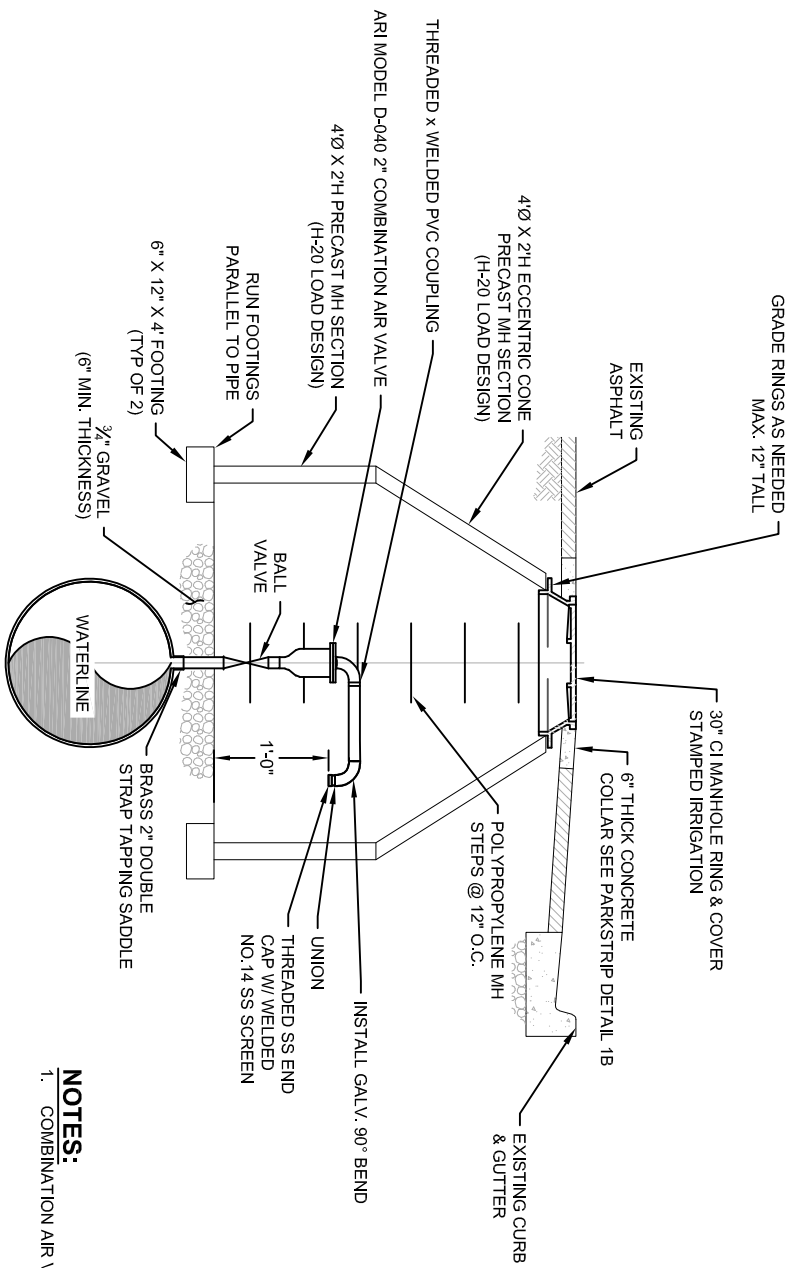 GRADE RINGS AS NEEDED
MAX. 12" TALL
EXISTING
ASPHALT
4'Ø X 2'H ECCENTRIC CONE
PRECAST MH SECTION
(H-20 LOAD DESIGN)
THREADED x WELDED PVC COUPLING
ARI MODEL D-040 2" COMBINATION AIR VALVE
4'Ø X 2'H PRECAST MH SECTION
(H-20 LOAD DESIGN)
RUN FOOTINGS
PARALLEL TO PIPE
6" X 12" X 4' FOOTING
(TYP OF 2)
¾" GRAVEL
(6" MIN. THICKNESS)
30" CI MANHOLE RING & COVER
STAMPED IRRIGATION
6" THICK CONCRETE
COLLAR SEE PARKSTRIP DETAIL 1B
EXISTING CURB
& GUTTER
POLYPROPYLENE MH
STEPS @ 12" O.C.
INSTALL GALV. 90° BEND
UNION
THREADED SS END
CAP W/ WELDED
NO.14 SS SCREEN
BALL
VALVE
1'-0"
BRASS 2" DOUBLE
STRAP TAPPING SADDLE
WATERLINE
NOTES:
1. COMBINATION AIR